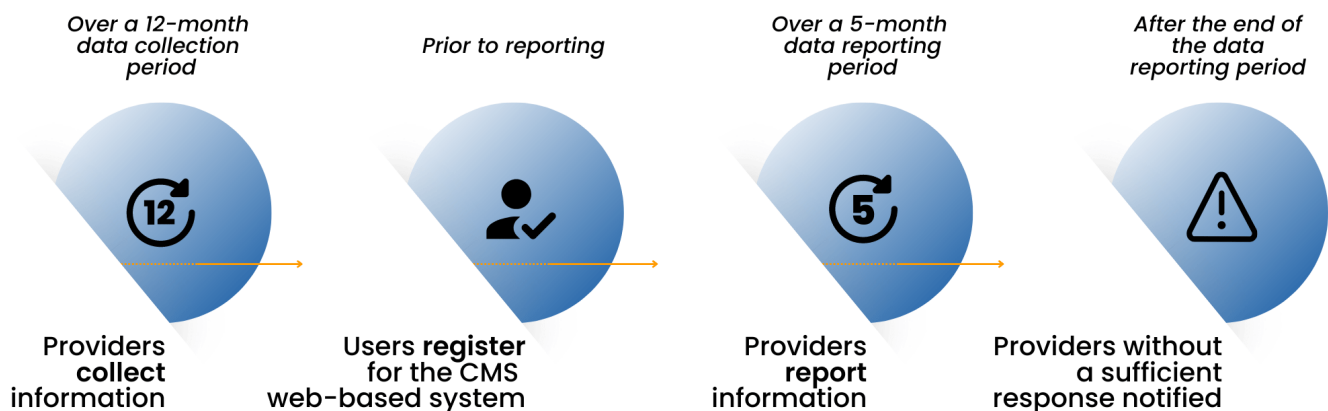 Over a 12-month
data collection
period
12
Providers
collect
information
Prior to reporting
Users register
for the CMS
web-based system
Over a 5-month
data reporting
period
5
Providers
report
information
After the end of
the data
reporting period
Providers without
a sufficient
response notified